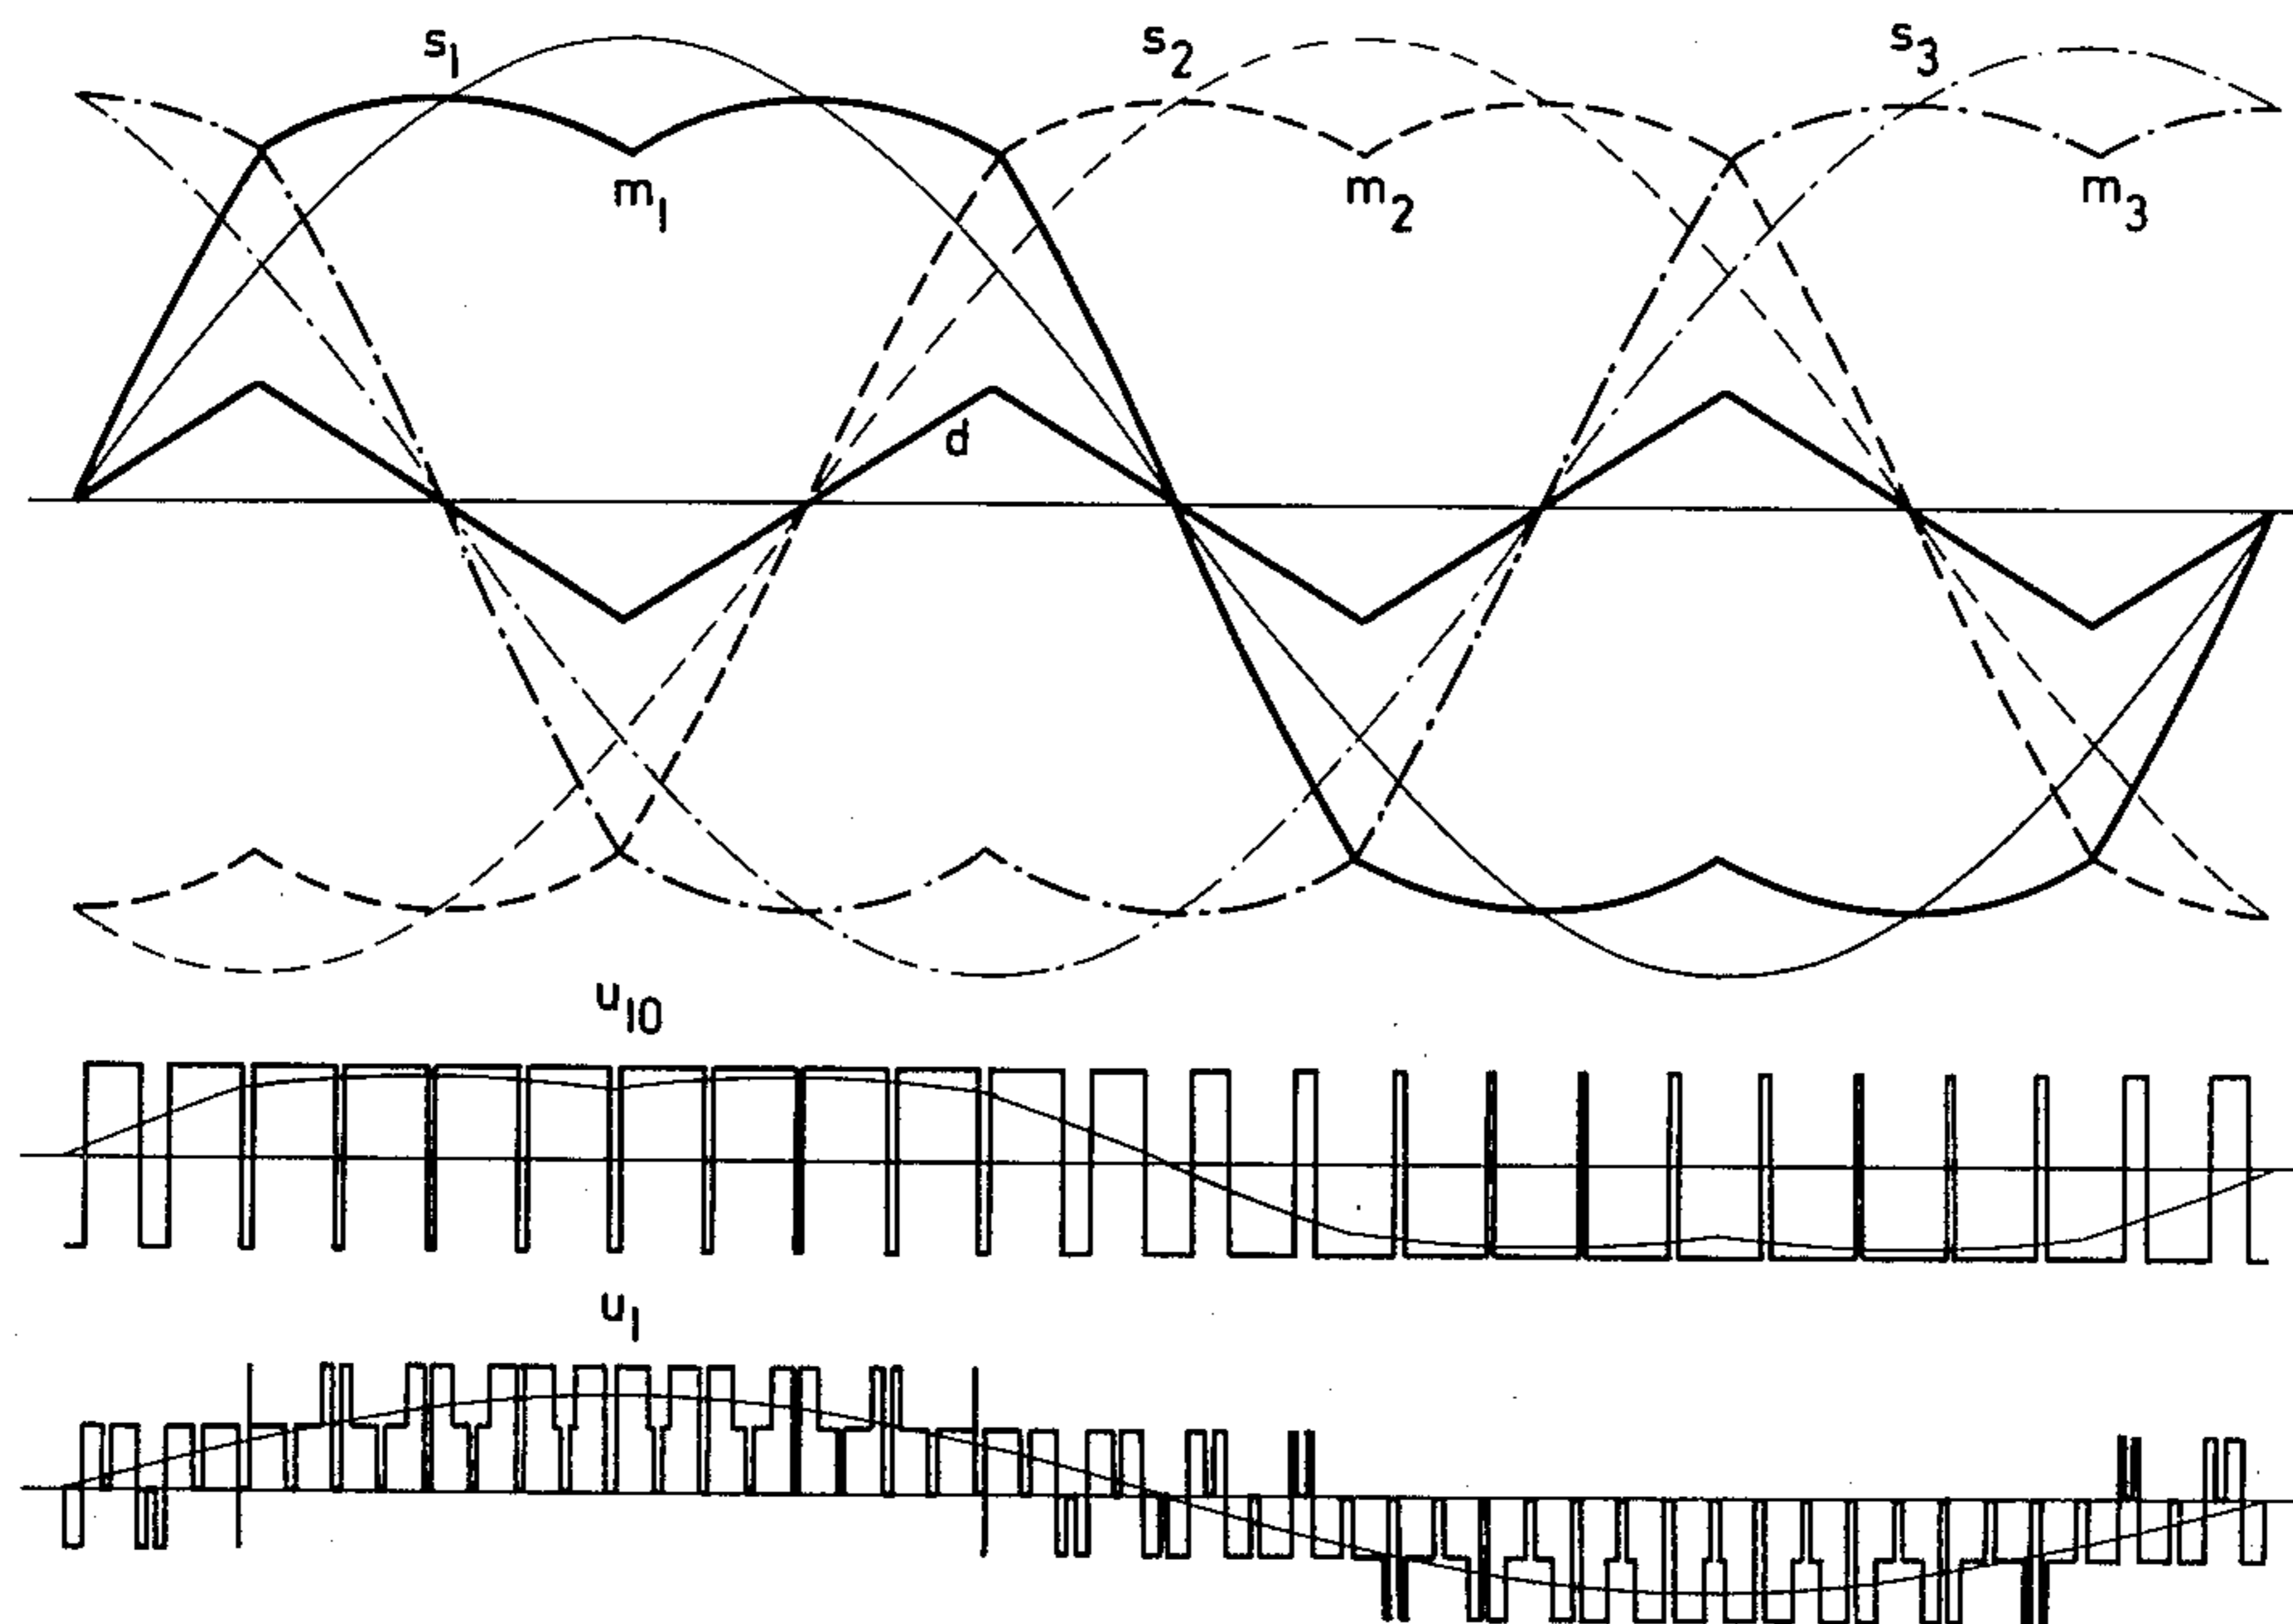 s₁ s₂ s₃
m₁ m₂ m₃
d
u₁₀
u₁